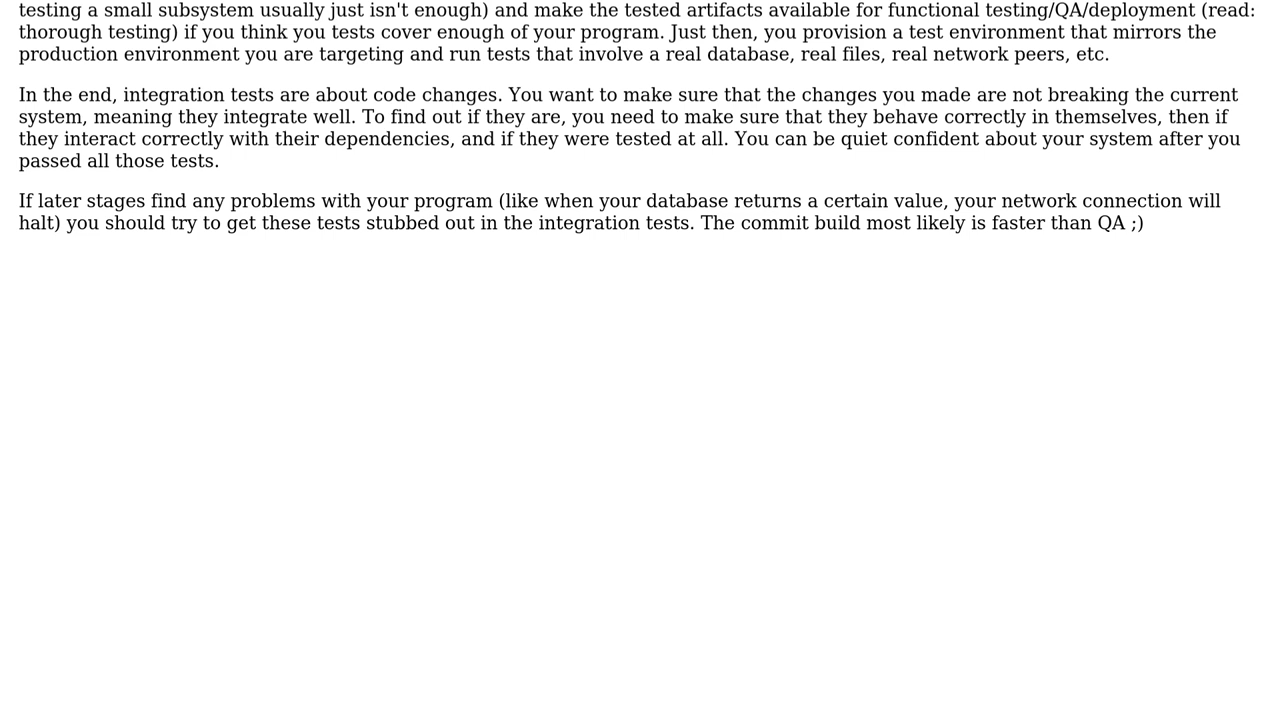 testing a small subsystem usually just isn't enough) and make the tested artifacts available for functional testing/QA/deployment (read:
thorough testing) if you think you tests cover enough of your program. Just then, you provision a test environment that mirrors the
production environment you are targeting and run tests that involve a real database, real files, real network peers, etc.
In the end, integration tests are about code changes. You want to make sure that the changes you made are not breaking the current
system, meaning they integrate well. To find out if they are, you need to make sure that they behave correctly in themselves, then if
they interact correctly with their dependencies, and if they were tested at all. You can be quiet confident about your system after you
passed all those tests.
If later stages find any problems with your program (like when your database returns a certain value, your network connection will
halt) you should try to get these tests stubbed out in the integration tests. The commit build most likely is faster than QA ;)